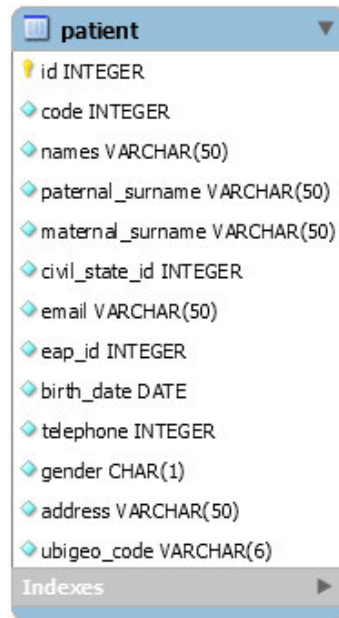 patient
id INTEGER
code INTEGER
names VARCHAR(50)
paternal_surname VARCHAR(50)
maternal_surname VARCHAR(50)
civil_state_id INTEGER
email VARCHAR(50)
eap_id INTEGER
birth_date DATE
telephone INTEGER
gender CHAR(1)
address VARCHAR(50)
ubigeo_code VARCHAR(6)
Indexes